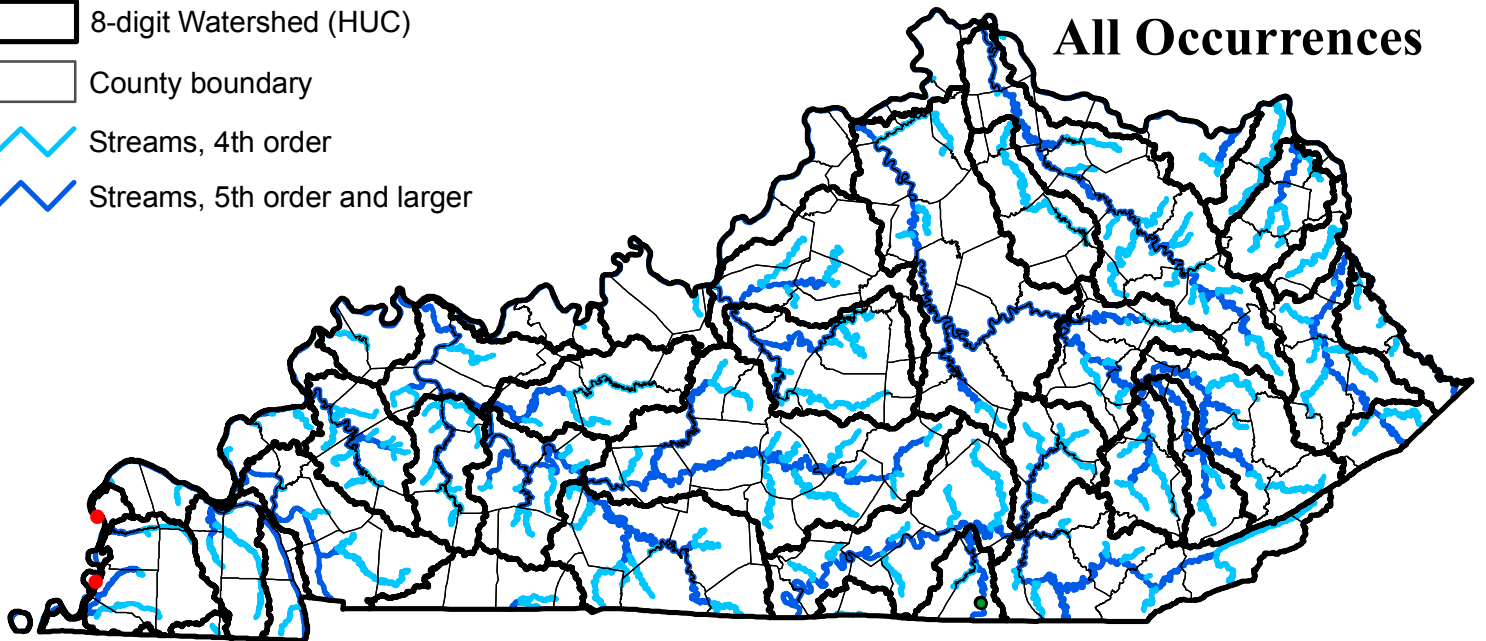 8-digit Watershed (HUC)
All Occurrences
County boundary
Streams, 4th order
Streams, 5th order and larger